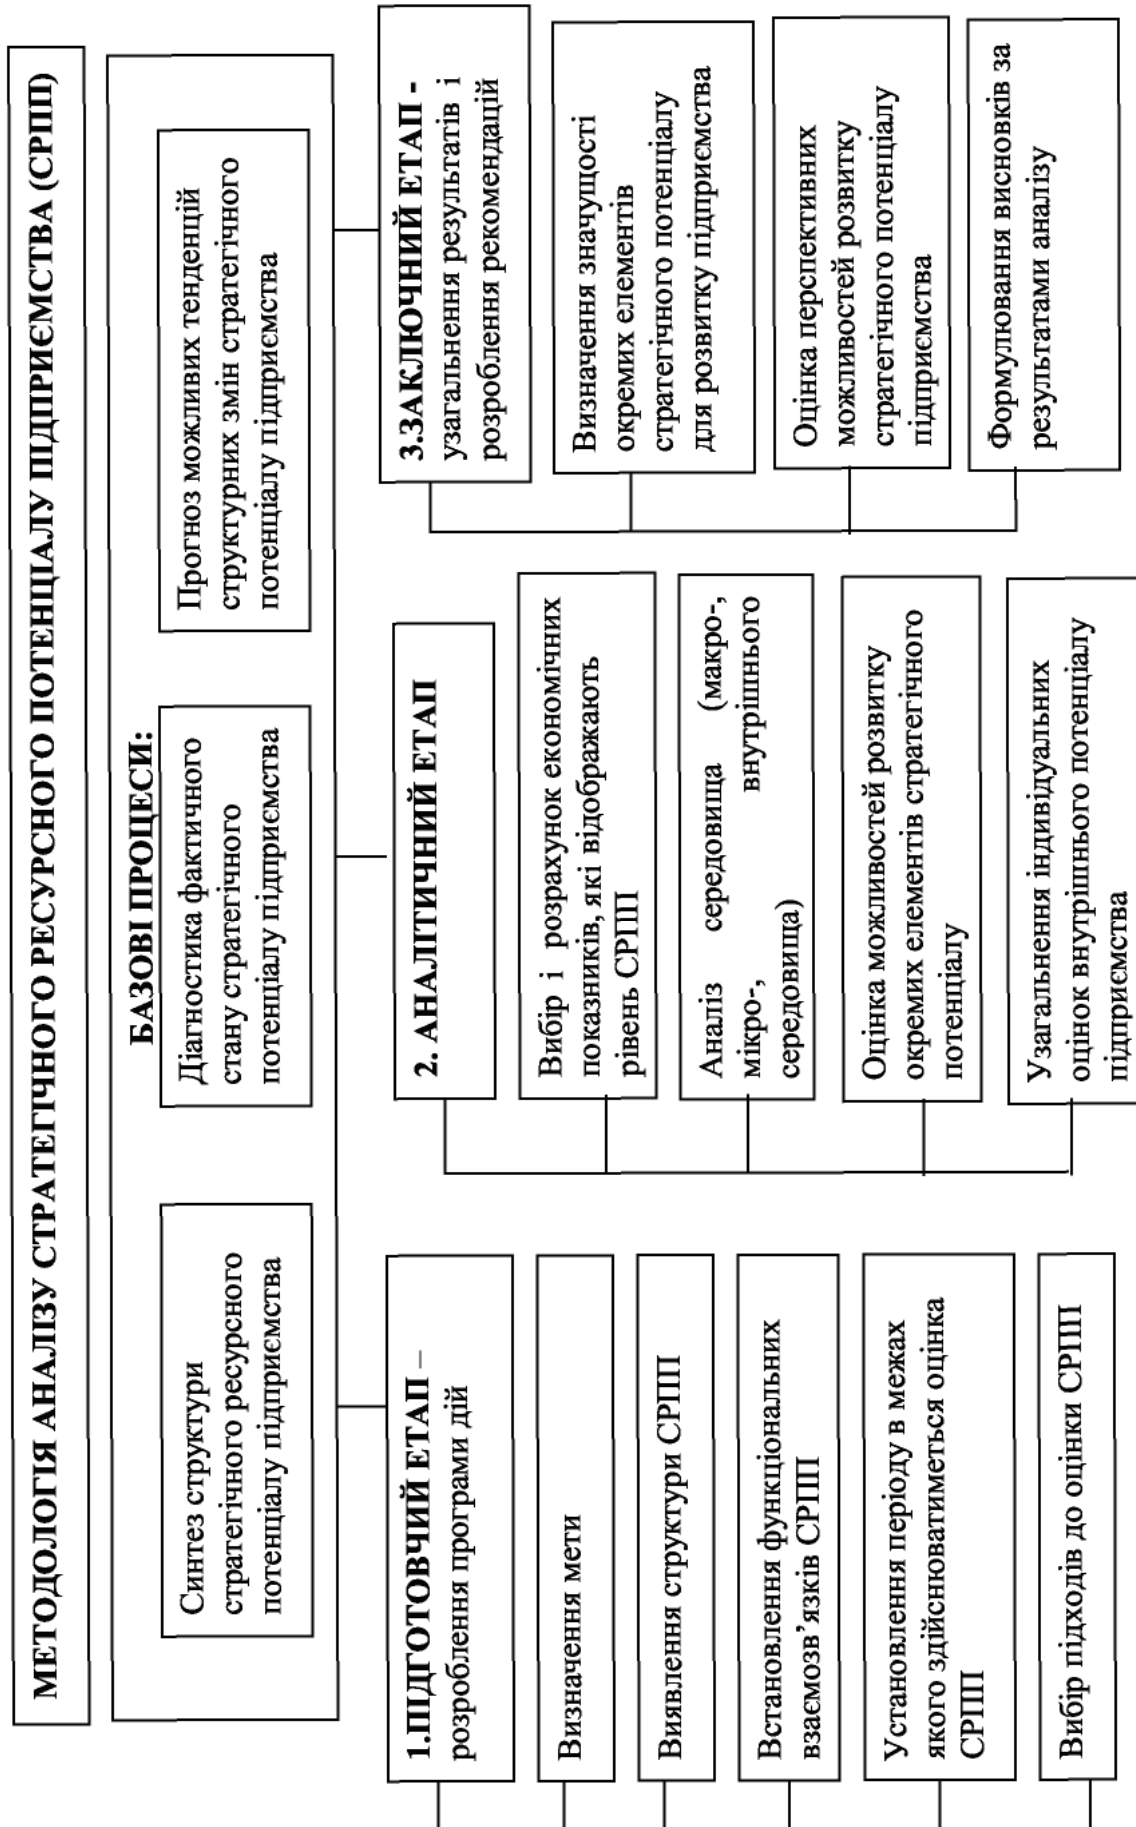 МЕТОДОЛОГІЯ АНАЛІЗУ СТРАТЕГІЧНОГО РЕСУРСНОГО ПОТЕНЦІАЛУ ПІДПРИЄМСТВА (СРПП)
БАЗОВІ ПРОЦЕСИ:
Синтез структури
стратегічного ресурсного
потенціалу підприємства
Діагностика фактичного
стану стратегічного
потенціалу підприємства
Прогноз можливих тенденцій
структурних змін стратегічного
потенціалу підприємства
1.ПІДГОТОВЧИЙ ЕТАП –
розроблення програми дій
Визначення мети
Виявлення структури СРПП
Встановлення функціональних
взаємозв’язків СРПП
Установлення періоду в межах
якого здійснюватиметься оцінка
СРПП
Вибір підходів до оцінки СРПП
2. АНАЛІТИЧНИЙ ЕТАП
Вибір і розрахунок економічних
показників, які відображають
рівень СРПП
Аналіз середовища (макро-,
мікро-, внутрішнього
середовища)
Оцінка можливостей розвитку
окремих елементів стратегічного
потенціалу
Узагальнення індивідуальних
оцінок внутрішнього потенціалу
підприємства
3.ЗАКЛЮЧНИЙ ЕТАП -
узагальнення результатів і
розроблення рекомендацій
Визначення значущості
окремих елементів
стратегічного потенціалу
для розвитку підприємства
Оцінка перспективних
можливостей розвитку
стратегічного потенціалу
підприємства
Формулювання висновків за
результатами аналізу